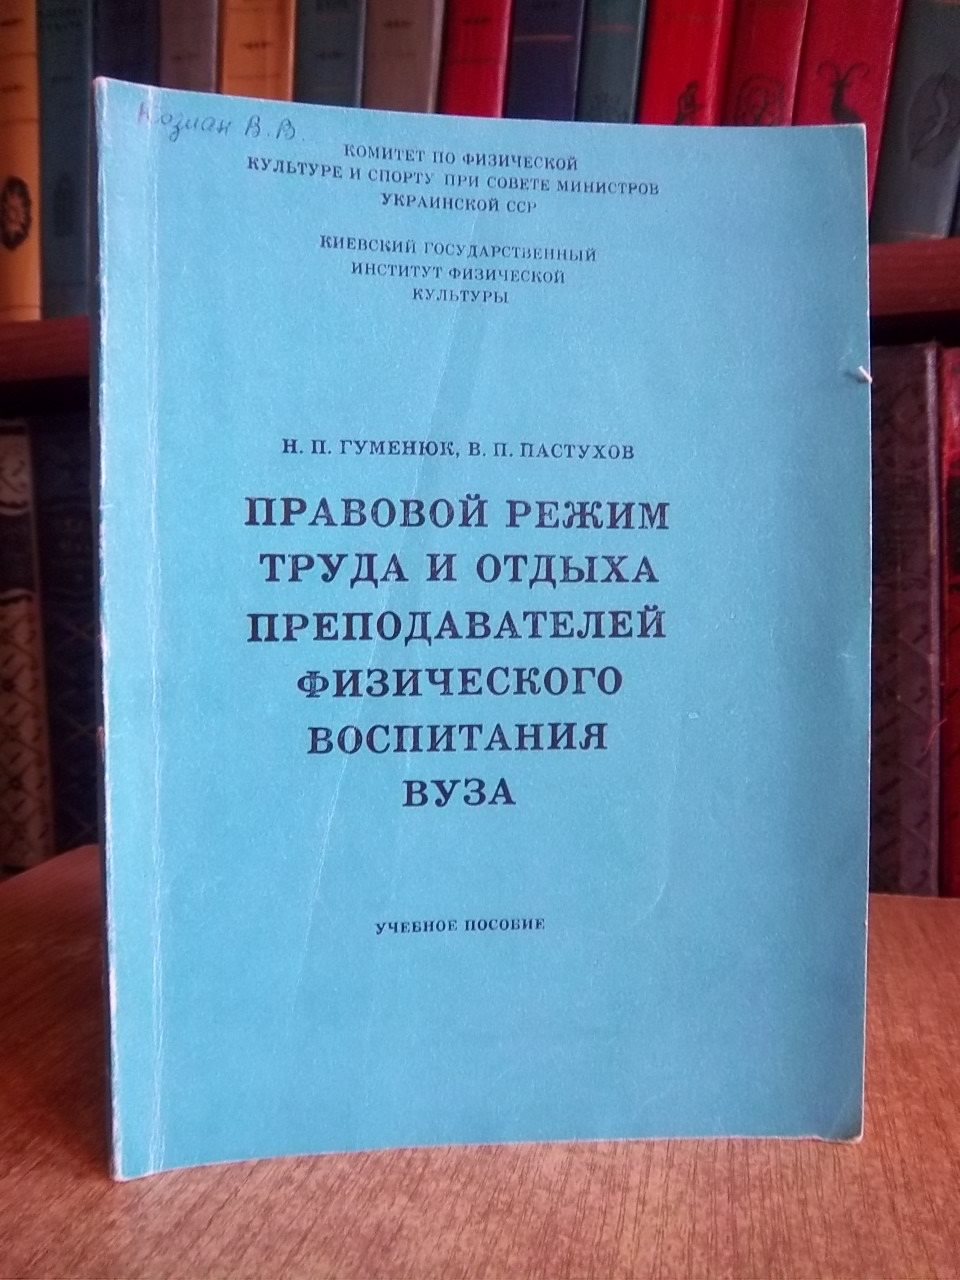 Козиан В.В.
КОМИТЕТ ПО ФИЗИЧЕСКОЙ
КУЛЬТУРЕ И СПОРТУ ПРИ СОВЕТЕ МИНИСТРОВ
УКРАИНСКОЙ ССР
КИЕВСКИЙ ГОСУДАРСТВЕННЫЙ
ИНСТИТУТ ФИЗИЧЕСКОЙ
КУЛЬТУРЫ
Н. П. ГУМЕНЮК, В. П. ПАСТУХОВ
ПРАВОВОЙ РЕЖИМ
ТРУДА И ОТДЫХА
ПРЕПОДАВАТЕЛЕЙ
ФИЗИЧЕСКОГО
ВОСПИТАНИЯ
ВУЗА
УЧЕБНОЕ ПОСОБИЕ